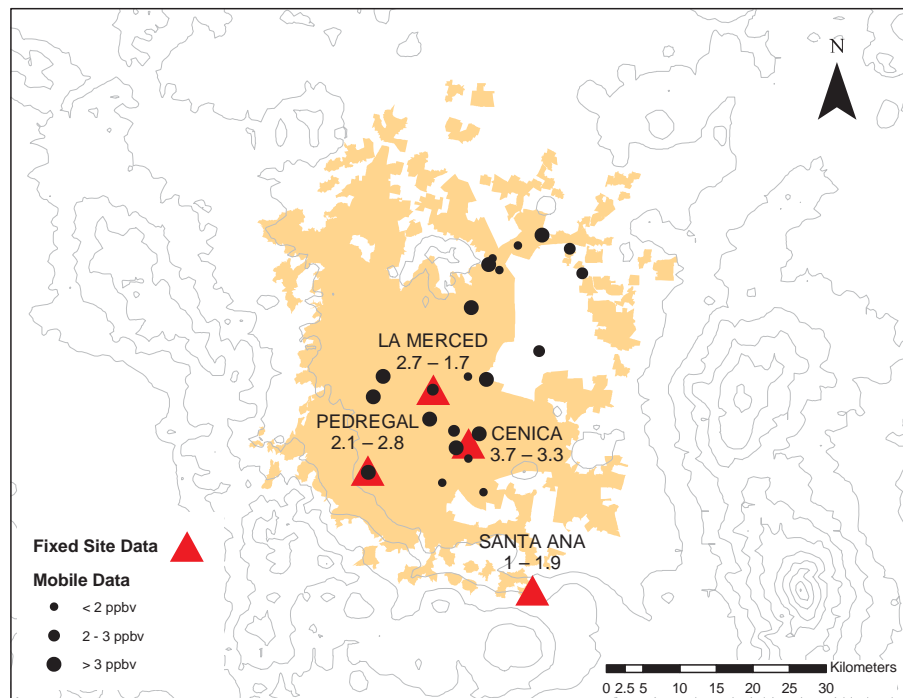 N
LA MERCED
2.7 – 1.7
PEDREGAL
2.1 – 2.8
CENICA
3.7 – 3.3
SANTA ANA
1 – 1.9
Fixed Site Data
Mobile Data
< 2 ppbv
2 - 3 ppbv
> 3 ppbv
Kilometers
0 2.5 5 10 15 20 25 30